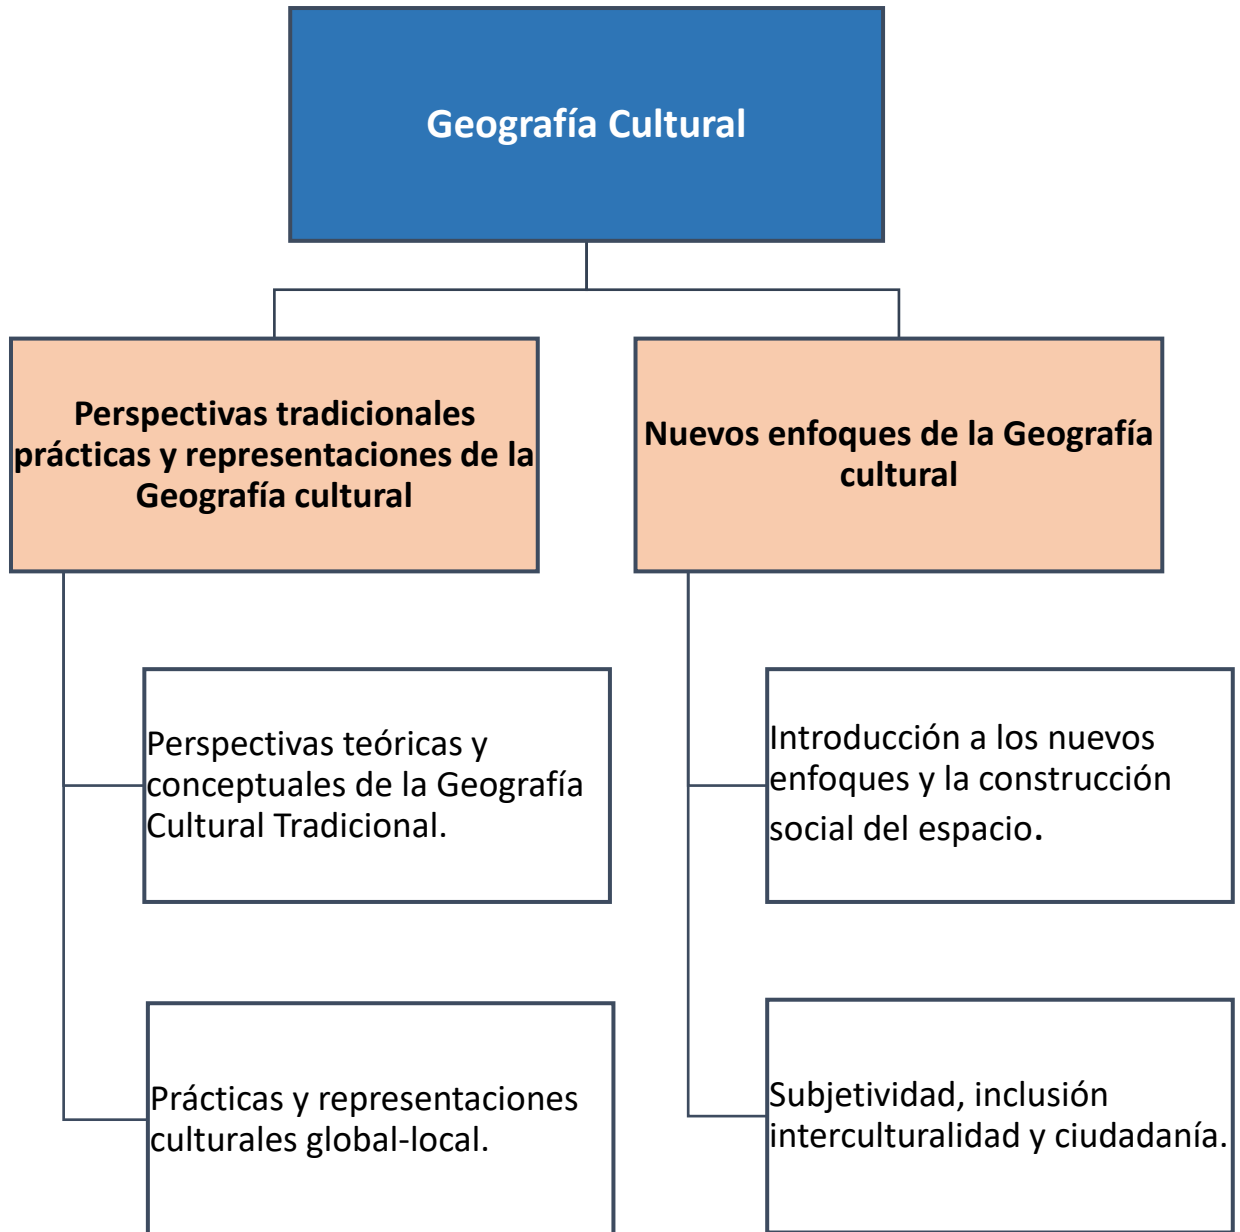 Geografía Cultural
Perspectivas tradicionales
prácticas y representaciones de la
Geografía cultural
Nuevos enfoques de la Geografía
cultural
Perspectivas teóricas y
conceptuales de la Geografía
Cultural Tradicional.
Introducción a los nuevos
enfoques y la construcción
social del espacio.
Prácticas y representaciones
culturales global-local.
Subjetividad, inclusión
interculturalidad y ciudadanía.